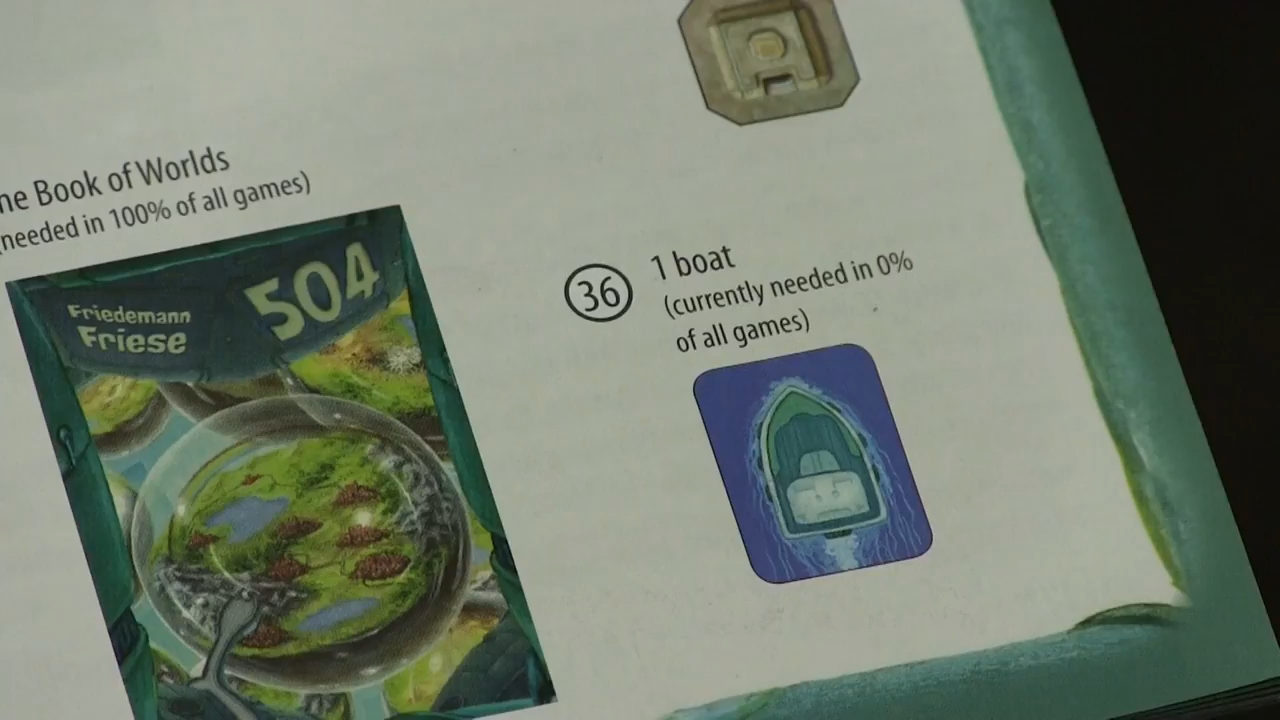 Book of Worlds
(needed in 100% of all games)
Friedemann
Friese
504
36
1 boat
(currently needed in 0%
of all games)